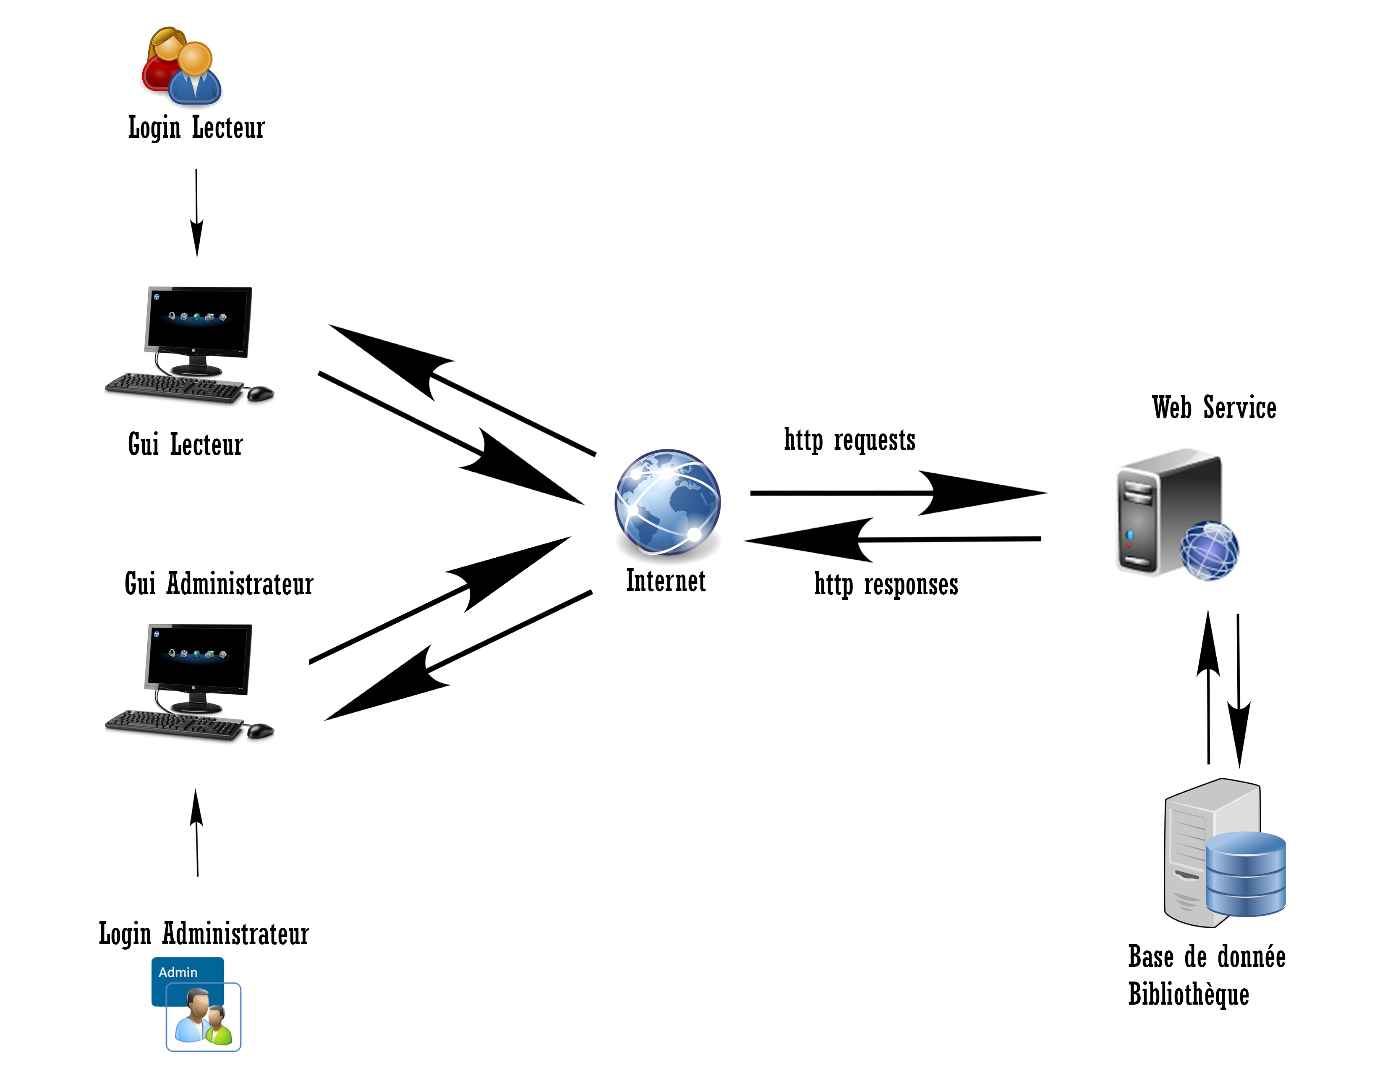 Login Lecteur
Gui Lecteur
Gui Administrateur
Login Administrateur
Admin
Internet
http requests
http responses
Web Service
Base de donnée
Bibliothèque